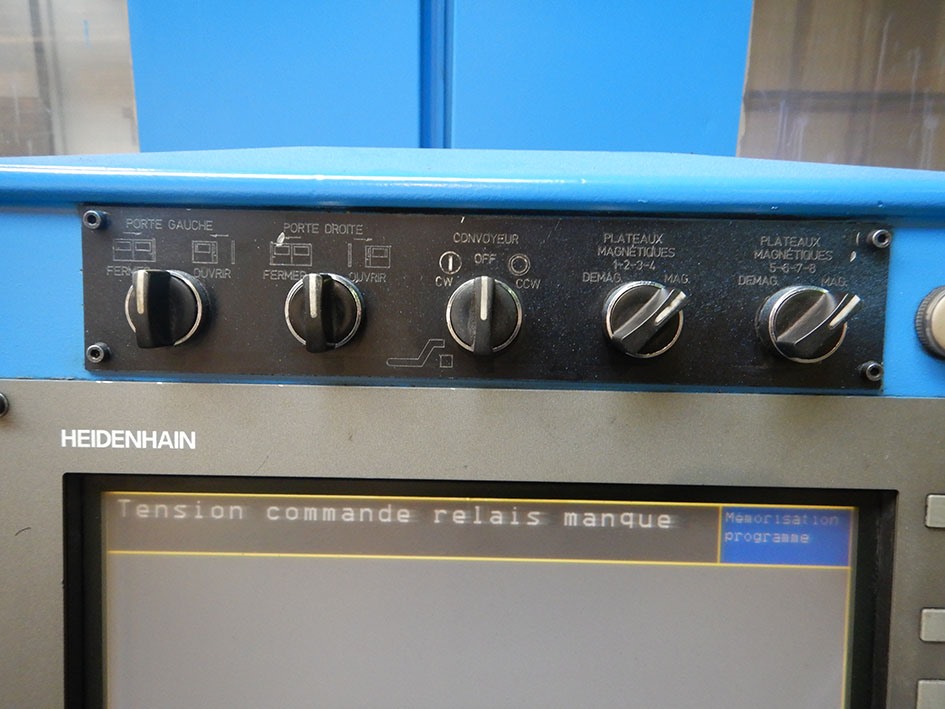 PORTE GAUCHE
FERMER OUVRIR
PORTE DROITE
FERMER OUVRIR
CONVOYEUR
OFF
CW CCW
PLATEAUX
MAGNÉTIQUES
1-2-3-4
DEMAG. MAG.
PLATEAUX
MAGNÉTIQUES
5-6-7-8
DEMAG. MAG.
HEIDENHAIN
Tension commande relais manque
Mémorisation
programme